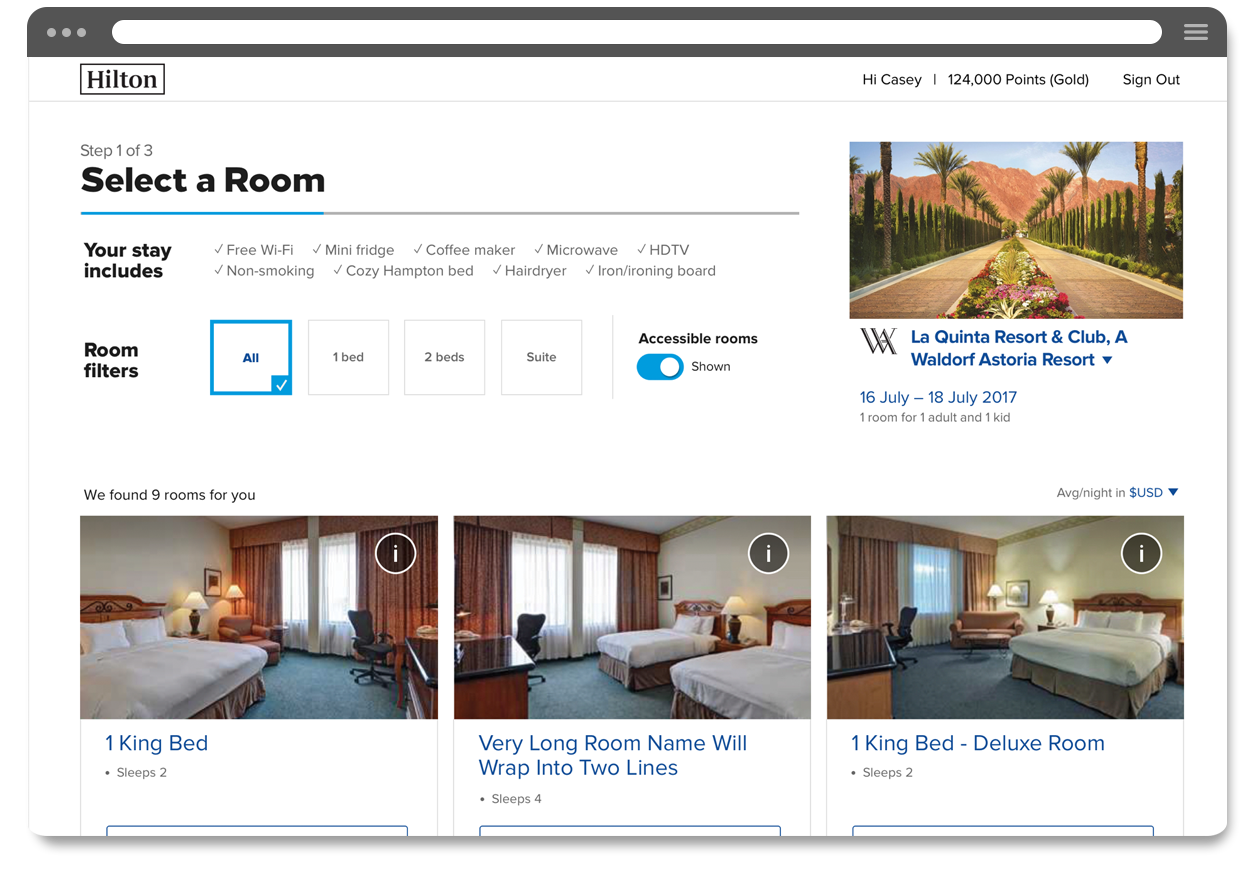 Hilton
Hi Casey | 124,000 Points (Gold) Sign Out
Step 1 of 3
Select a Room
Your stay includes
✓ Free Wi-Fi ✓ Mini fridge ✓ Coffee maker ✓ Microwave ✓ HDTV
✓ Non-smoking ✓ Cozy Hampton bed ✓ Hairdryer ✓ Iron/ironing board
Room filters
All
1 bed
2 beds
Suite
Accessible rooms
Shown
La Quinta Resort & Club, A
Waldorf Astoria Resort ▼
16 July – 18 July 2017
1 room for 1 adult and 1 kid
We found 9 rooms for you
Avg/night in $USD ▼
i
i
i
1 King Bed
• Sleeps 2
Very Long Room Name Will
Wrap Into Two Lines
• Sleeps 4
1 King Bed - Deluxe Room
• Sleeps 2